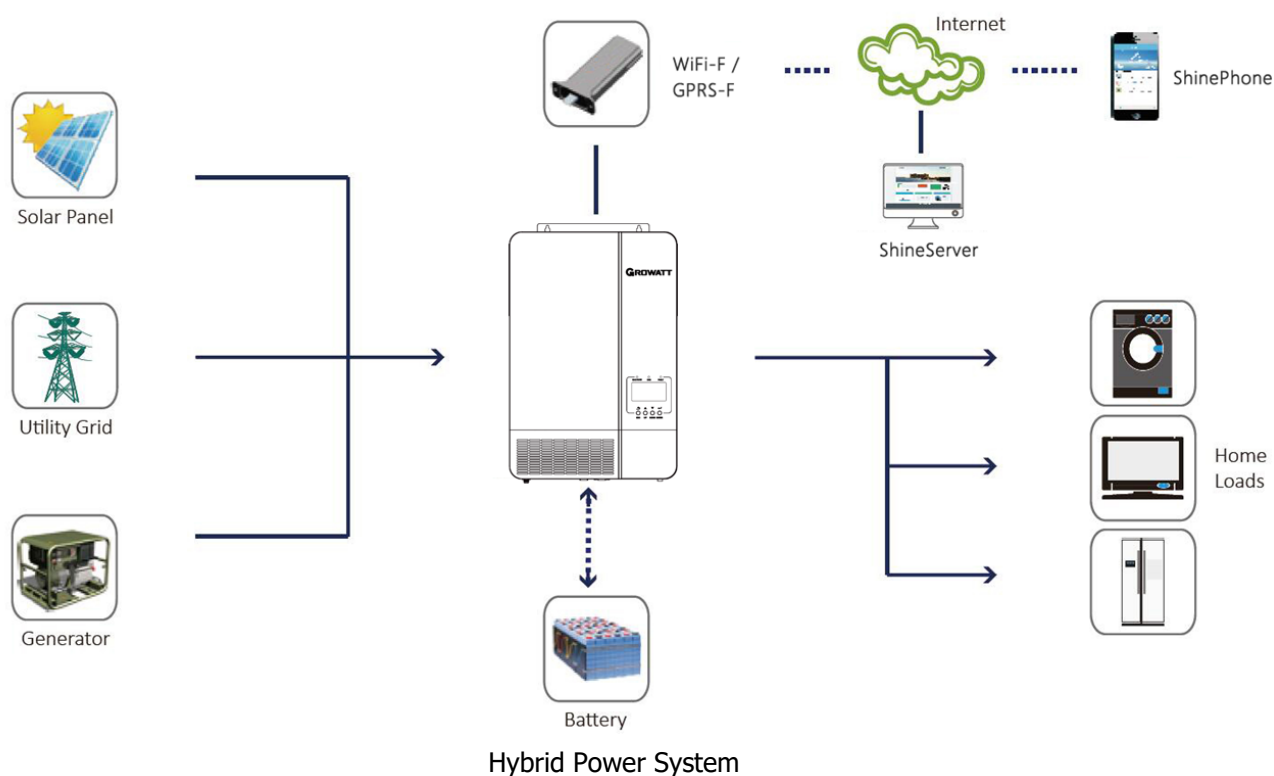 Internet
WiFi-F /
GPRS-F
ShinePhone
Solar Panel
ShineServer
GROWATT
Utility Grid
Home
Loads
Generator
Battery
Hybrid Power System